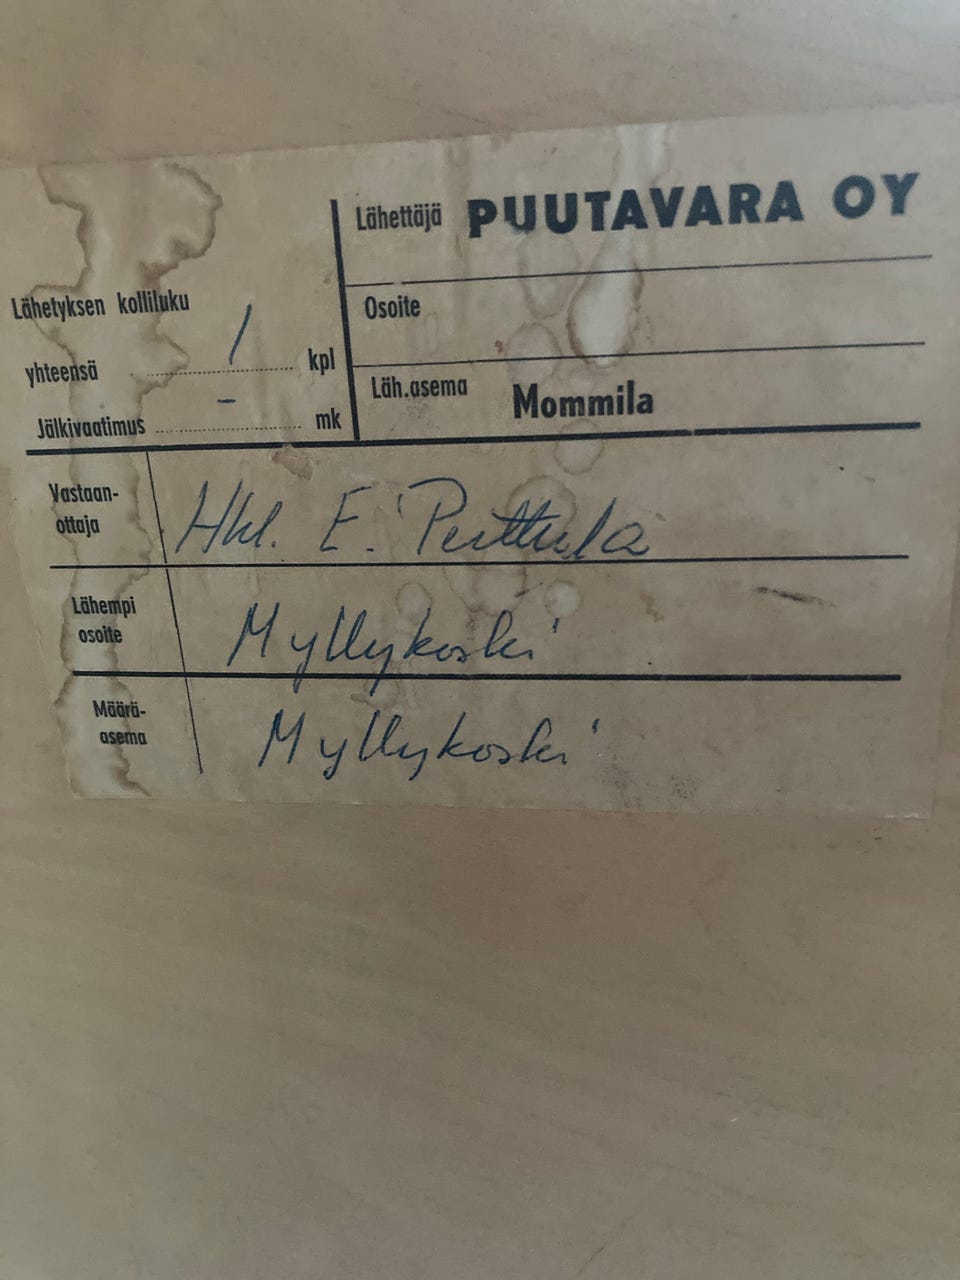 Lähettäjä PUUTAVARA OY
Osoite
Läh.asema Mommila
Lähetyksen kolliluku
yhteensä 1 kpl
Jälkivaatimus - mk
Vastaan-
ottaja
Hkl. E. Perttula
Lähempi
osoite
Myllykoski
Määrä-
asema
Myllykoski